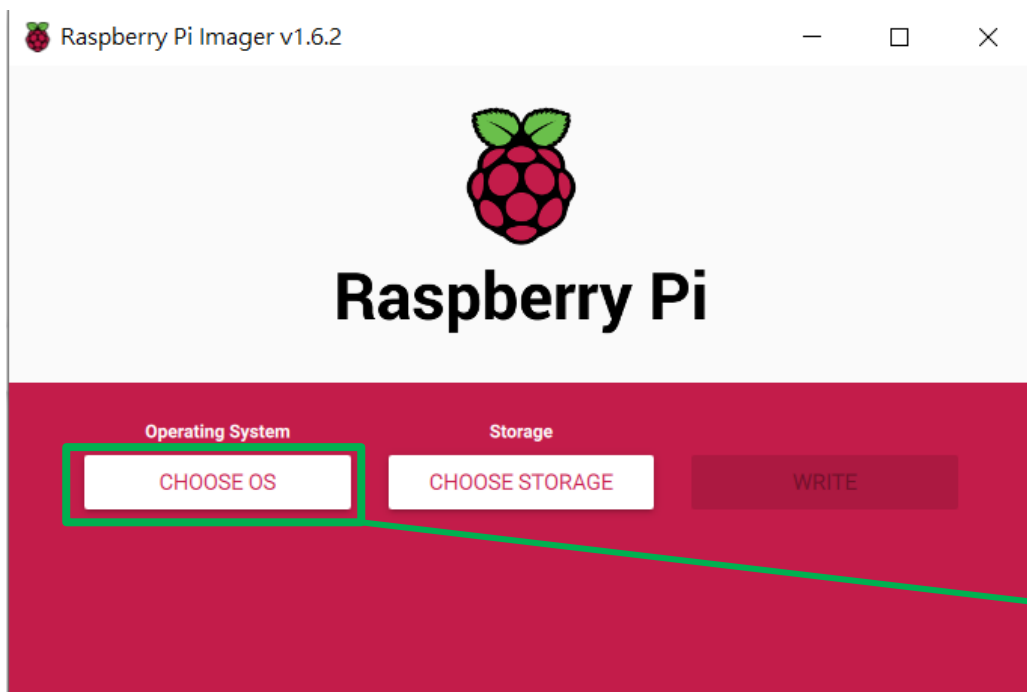 Raspberry Pi Imager v1.6.2
Raspberry Pi
Operating System
Storage
CHOOSE OS
CHOOSE STORAGE
WRITE